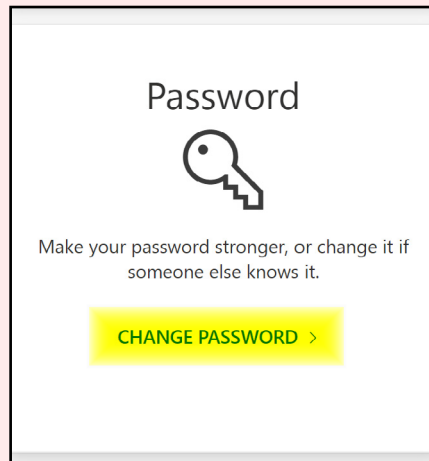 Password
Make your password stronger, or change it if
someone else knows it.
CHANGE PASSWORD >